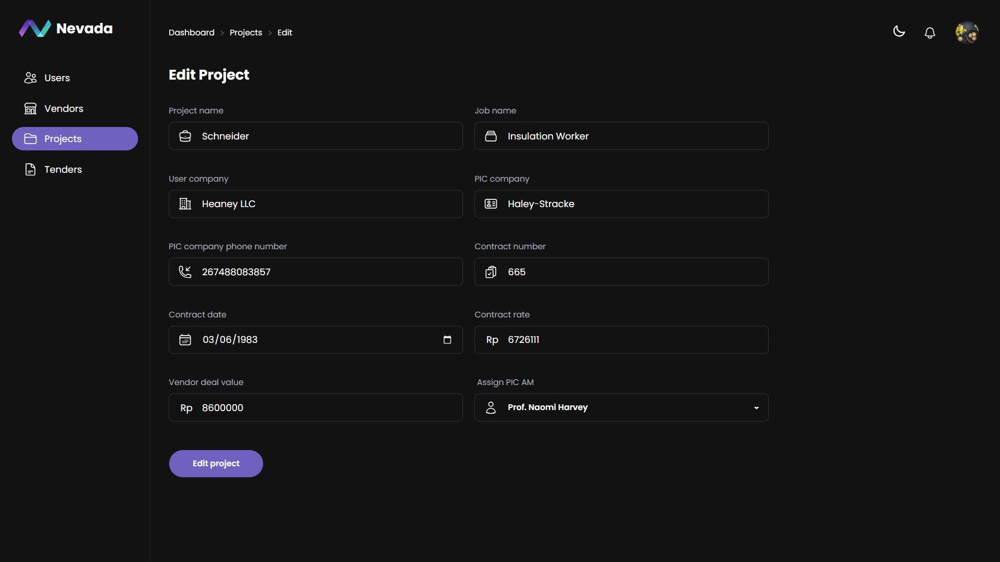 Nevada
Dashboard > Projects > Edit
Users
Vendors
Projects
Tenders
Edit Project
Project name
Schneider
Job name
Insulation Worker
User company
Heaney LLC
PIC company
Haley-Stracke
PIC company phone number
267488083857
Contract number
665
Contract date
03/06/1983
Contract rate
Rp 6726111
Vendor deal value
Rp 8600000
Assign PIC AM
Prof. Naomi Harvey
Edit project